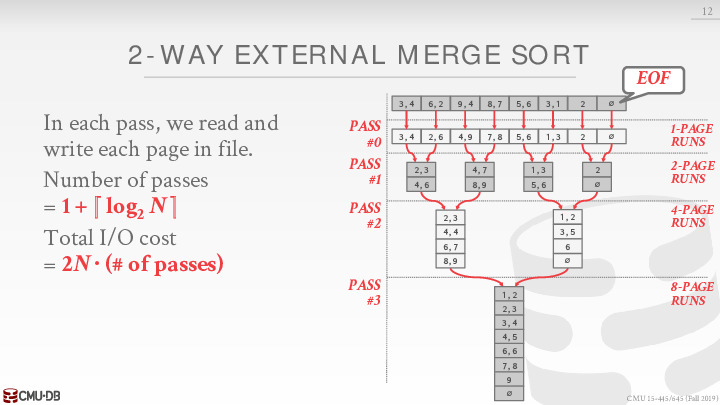 12
2-WAY EXTERNAL MERGE SORT
EOF
In each pass, we read and
write each page in file.
Number of passes
= 1 + ⌈ log₂ N ⌉
Total I/O cost
= 2N · (# of passes)
3,4 6,2 9,4 8,7 5,6 3,1 2 ∅
PASS #0
3,4 2,6 4,9 7,8 5,6 1,3 2 ∅
1-PAGE RUNS
PASS #1
2,3 4,7 1,3 2
4,6 8,9 5,6 ∅
2-PAGE RUNS
PASS #2
2,3 1,2
4,4 3,5
6,7 6
8,9 ∅
4-PAGE RUNS
PASS #3
1,2
2,3
3,4
4,5
6,6
7,8
9
∅
8-PAGE RUNS
CMU·DB
CMU 15-445/645 (Fall 2019)